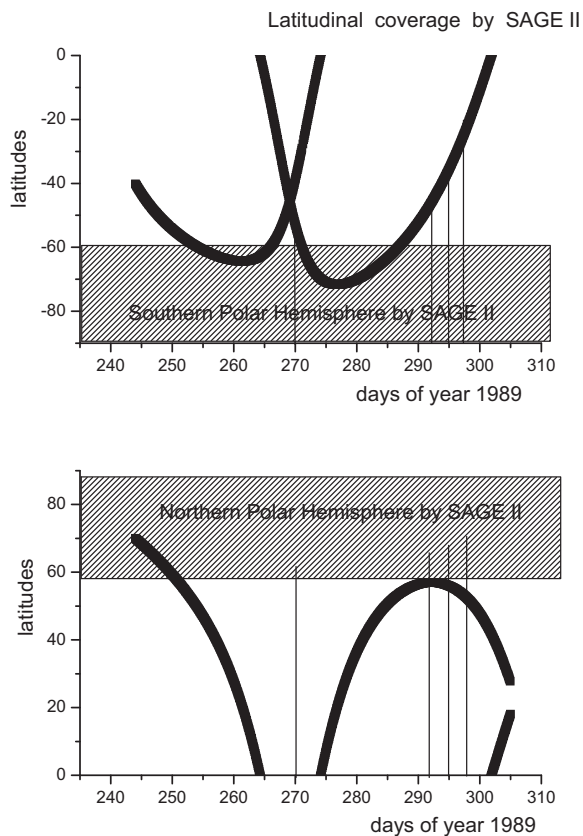 Latitudinal coverage by SAGE II
0
-20
-40
-60
-80
latitudes
Southern Polar Hemisphere by SAGE II
240 250 260 270 280 290 300 310
days of year 1989
80
60
40
20
0
latitudes
Northern Polar Hemisphere by SAGE II
240 250 260 270 280 290 300 310
days of year 1989